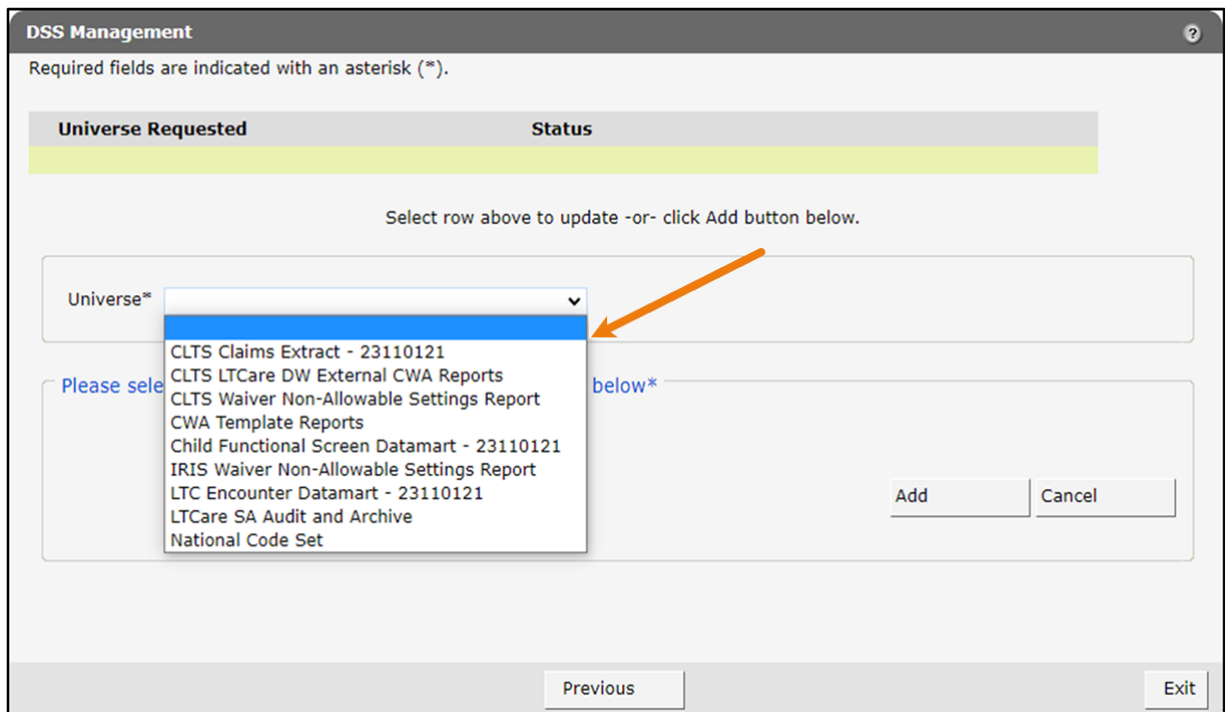 DSS Management ?
Required fields are indicated with an asterisk (*).
Universe Requested Status
Select row above to update -or- click Add button below.
Universe*
CLTS Claims Extract - 23110121
CLTS LTCare DW External CWA Reports
Please sele below*
CLTS Waiver Non-Allowable Settings Report
CWA Template Reports
Child Functional Screen Datamart - 23110121
IRIS Waiver Non-Allowable Settings Report
LTC Encounter Datamart - 23110121
Add Cancel
LTCare SA Audit and Archive
National Code Set
Previous Exit